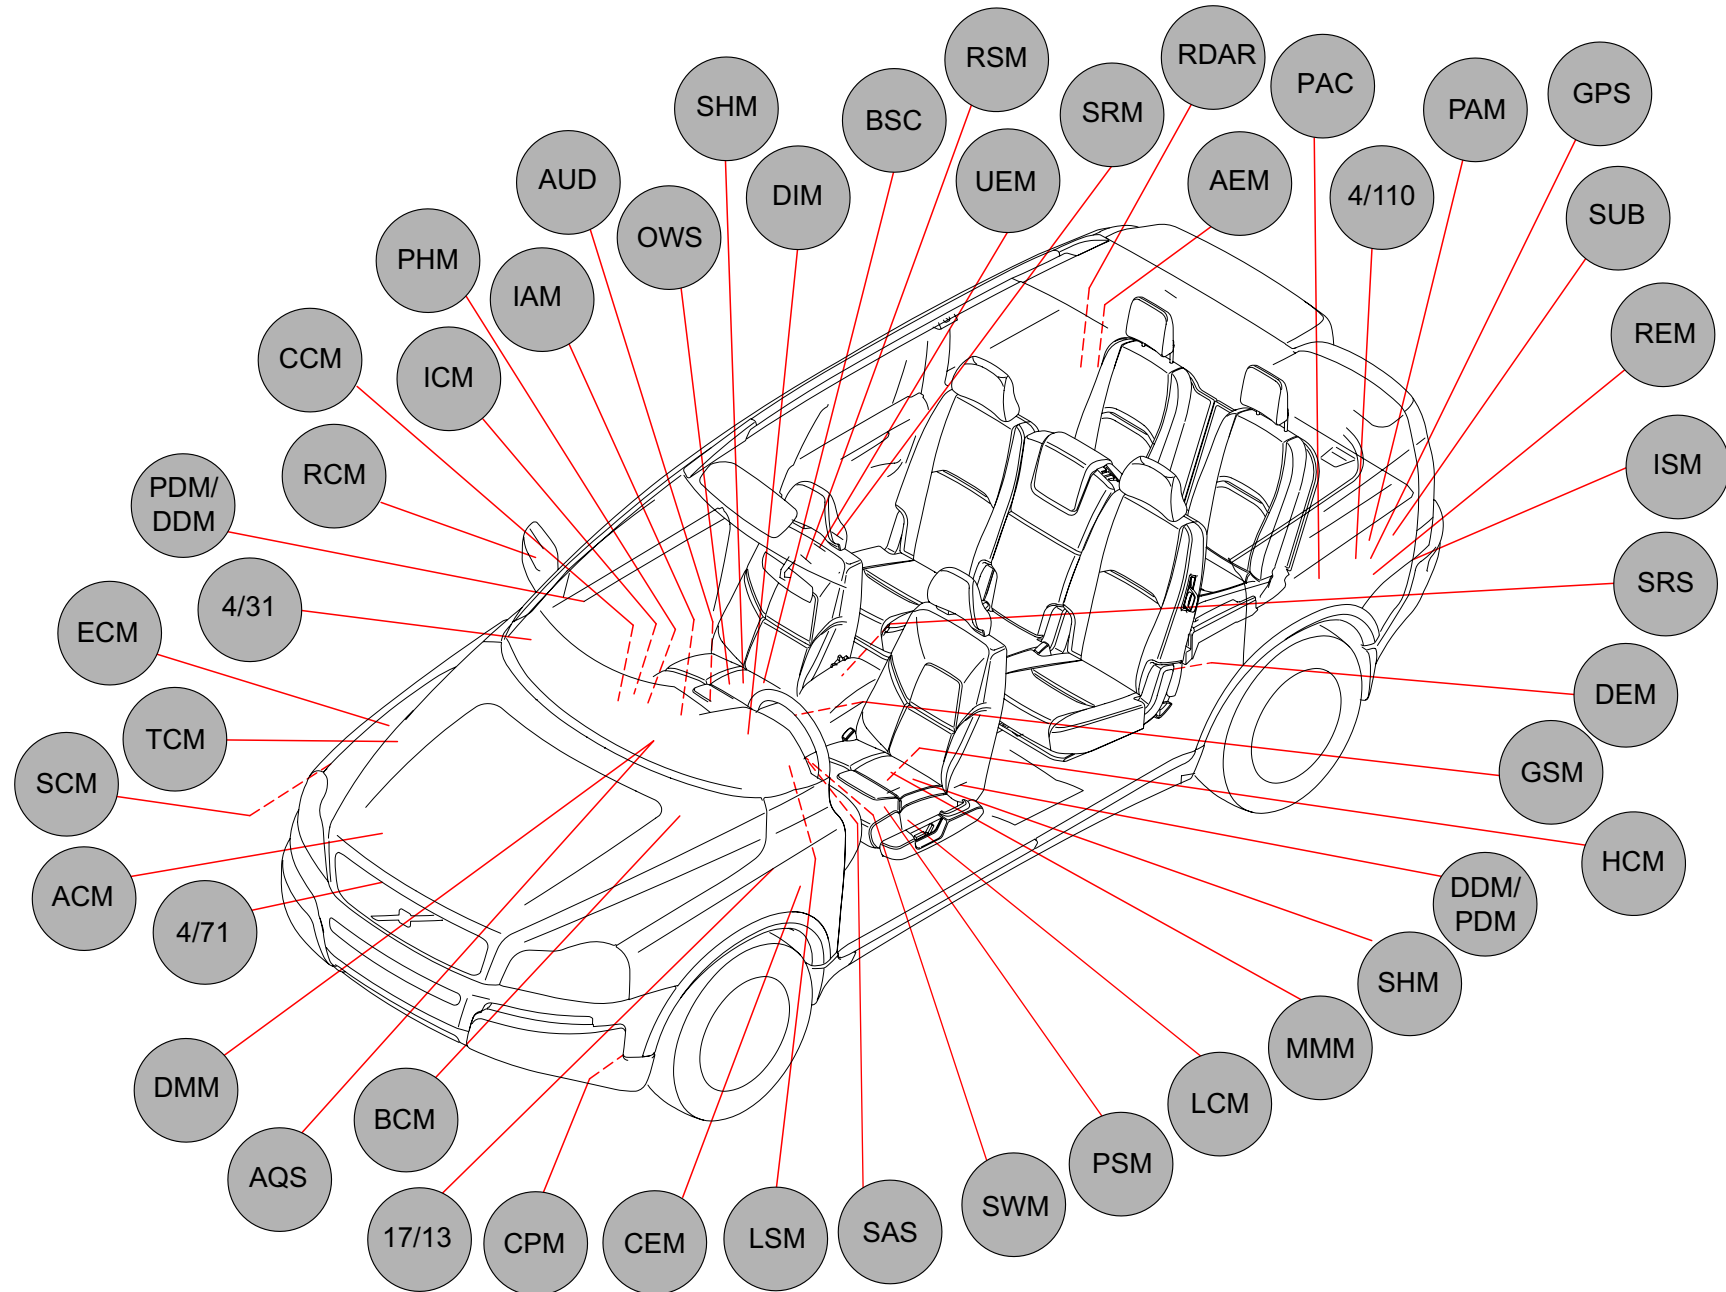 RSM
RDAR
PAC
GPS
SHM
BSC
SRM
PAM
AUD
DIM
UEM
AEM
4/110
SUB
OWS
PHM
IAM
CCM
ICM
REM
RCM
ISM
PDM/
DDM
SRS
4/31
ECM
DEM
TCM
GSM
SCM
HCM
ACM
DDM/
PDM
4/71
SHM
MMM
DMM
LCM
BCM
PSM
AQS
SWM
17/13
CPM
CEM
LSM
SAS